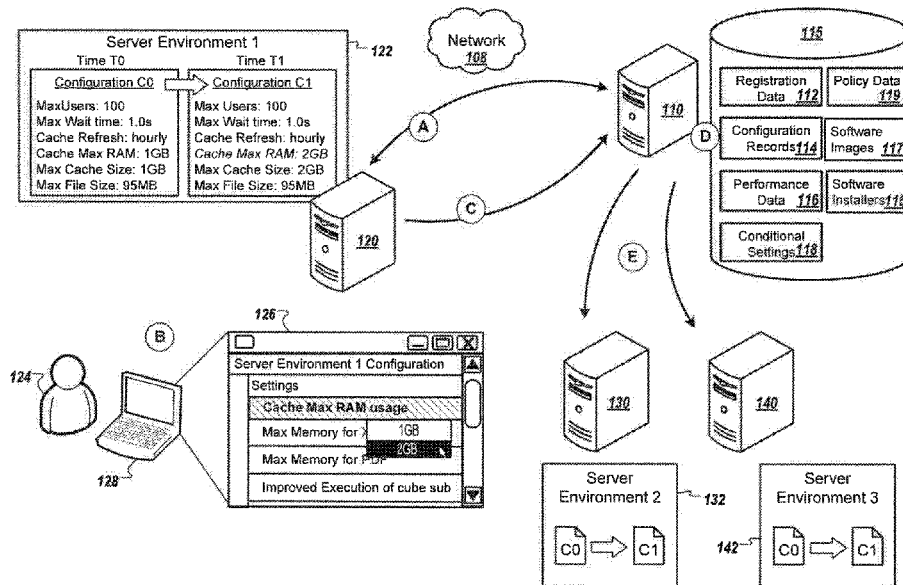 Server Environment 1
122
Time T0
Time T1
Configuration C0
MaxUsers: 100
Max Wait time: 1.0s
Cache Refresh: hourly
Cache Max RAM: 1GB
Max Cache Size: 1GB
Max File Size: 95MB
Configuration C1
Max Users: 100
Max Wait time: 1.0s
Cache Refresh: hourly
Cache Max RAM: 2GB
Max Cache Size: 2GB
Max File Size: 95MB
Network
108
A
C
120
110
D
115
Registration
Data 112
Policy Data
119
Configuration
Records 114
Software
Images 117
Performance
Data 116
Software
Installers
Conditional
Settings 118
E
B
124
128
126
X
Server Environment 1 Configuration
Settings
Cache Max RAM usage
Max Memory for
1GB
2GB
Max Memory for PDF
Improved Execution of cube sub
130
140
Server
Environment 2
132
C0
C1
Server
Environment 3
142
C0
C1